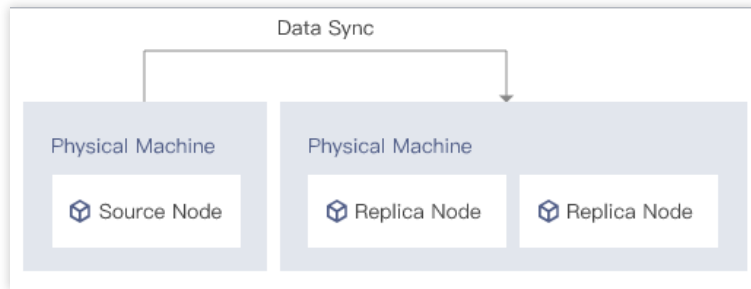 Data Sync
Physical Machine
Source Node
Physical Machine
Replica Node
Replica Node